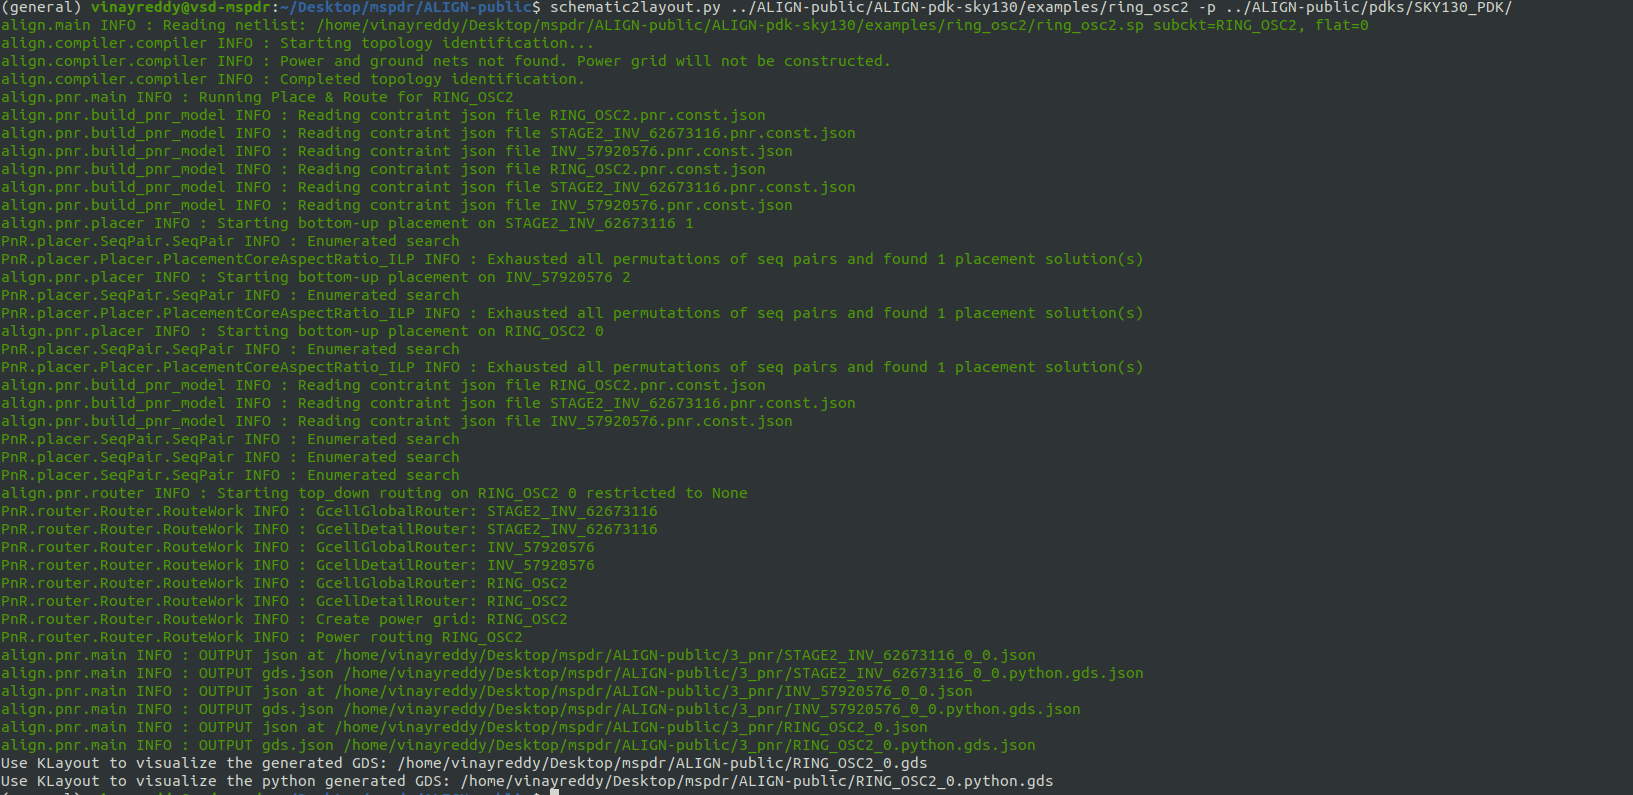 (general) vinayreddy@vsd-mspdr:~/Desktop/mspdr/ALIGN-public$ schematic2layout.py ../ALIGN-public/ALIGN-pdk-sky130/examples/ring_osc2 -p ../ALIGN-public/pdks/SKY130_PDK/
align.main INFO : Reading netlist: /home/vinayreddy/Desktop/mspdr/ALIGN-public/ALIGN-pdk-sky130/examples/ring_osc2/ring_osc2.sp subckt=RING_OSC2, flat=0
align.compiler.compiler INFO : Starting topology identification...
align.compiler.compiler INFO : Power and ground nets not found. Power grid will not be constructed.
align.compiler.compiler INFO : Completed topology identification.
align.pnr.main INFO : Running Place & Route for RING_OSC2
align.pnr.build_pnr_model INFO : Reading contraint json file RING_OSC2.pnr.const.json
align.pnr.build_pnr_model INFO : Reading contraint json file STAGE2_INV_62673116.pnr.const.json
align.pnr.build_pnr_model INFO : Reading contraint json file INV_57920576.pnr.const.json
align.pnr.build_pnr_model INFO : Reading contraint json file RING_OSC2.pnr.const.json
align.pnr.build_pnr_model INFO : Reading contraint json file STAGE2_INV_62673116.pnr.const.json
align.pnr.build_pnr_model INFO : Reading contraint json file INV_57920576.pnr.const.json
align.pnr.placer INFO : Starting bottom-up placement on STAGE2_INV_62673116 1
PnR.placer.SeqPair.SeqPair INFO : Enumerated search
PnR.placer.Placer.PlacementCoreAspectRatio_ILP INFO : Exhausted all permutations of seq pairs and found 1 placement solution(s)
align.pnr.placer INFO : Starting bottom-up placement on INV_57920576 2
PnR.placer.SeqPair.SeqPair INFO : Enumerated search
PnR.placer.Placer.PlacementCoreAspectRatio_ILP INFO : Exhausted all permutations of seq pairs and found 1 placement solution(s)
align.pnr.placer INFO : Starting bottom-up placement on RING_OSC2 0
PnR.placer.SeqPair.SeqPair INFO : Enumerated search
PnR.placer.Placer.PlacementCoreAspectRatio_ILP INFO : Exhausted all permutations of seq pairs and found 1 placement solution(s)
align.pnr.build_pnr_model INFO : Reading contraint json file RING_OSC2.pnr.const.json
align.pnr.build_pnr_model INFO : Reading contraint json file STAGE2_INV_62673116.pnr.const.json
align.pnr.build_pnr_model INFO : Reading contraint json file INV_57920576.pnr.const.json
PnR.placer.SeqPair.SeqPair INFO : Enumerated search
PnR.placer.SeqPair.SeqPair INFO : Enumerated search
PnR.placer.SeqPair.SeqPair INFO : Enumerated search
align.pnr.router INFO : Starting top_down routing on RING_OSC2 0 restricted to None
PnR.router.Router.RouteWork INFO : GcellGlobalRouter: STAGE2_INV_62673116
PnR.router.Router.RouteWork INFO : GcellDetailRouter: STAGE2_INV_62673116
PnR.router.Router.RouteWork INFO : GcellGlobalRouter: INV_57920576
PnR.router.Router.RouteWork INFO : GcellDetailRouter: INV_57920576
PnR.router.Router.RouteWork INFO : GcellGlobalRouter: RING_OSC2
PnR.router.Router.RouteWork INFO : GcellDetailRouter: RING_OSC2
PnR.router.Router.RouteWork INFO : Create power grid: RING_OSC2
PnR.router.Router.RouteWork INFO : Power routing RING_OSC2
align.pnr.main INFO : OUTPUT json at /home/vinayreddy/Desktop/mspdr/ALIGN-public/3_pnr/STAGE2_INV_62673116_0_0.json
align.pnr.main INFO : OUTPUT gds.json /home/vinayreddy/Desktop/mspdr/ALIGN-public/3_pnr/STAGE2_INV_62673116_0_0.python.gds.json
align.pnr.main INFO : OUTPUT json at /home/vinayreddy/Desktop/mspdr/ALIGN-public/3_pnr/INV_57920576_0_0.json
align.pnr.main INFO : OUTPUT gds.json /home/vinayreddy/Desktop/mspdr/ALIGN-public/3_pnr/INV_57920576_0_0.python.gds.json
align.pnr.main INFO : OUTPUT json at /home/vinayreddy/Desktop/mspdr/ALIGN-public/3_pnr/RING_OSC2_0.json
align.pnr.main INFO : OUTPUT gds.json /home/vinayreddy/Desktop/mspdr/ALIGN-public/3_pnr/RING_OSC2_0.python.gds.json
Use KLayout to visualize the generated GDS: /home/vinayreddy/Desktop/mspdr/ALIGN-public/RING_OSC2_0.gds
Use KLayout to visualize the python generated GDS: /home/vinayreddy/Desktop/mspdr/ALIGN-public/RING_OSC2_0.python.gds